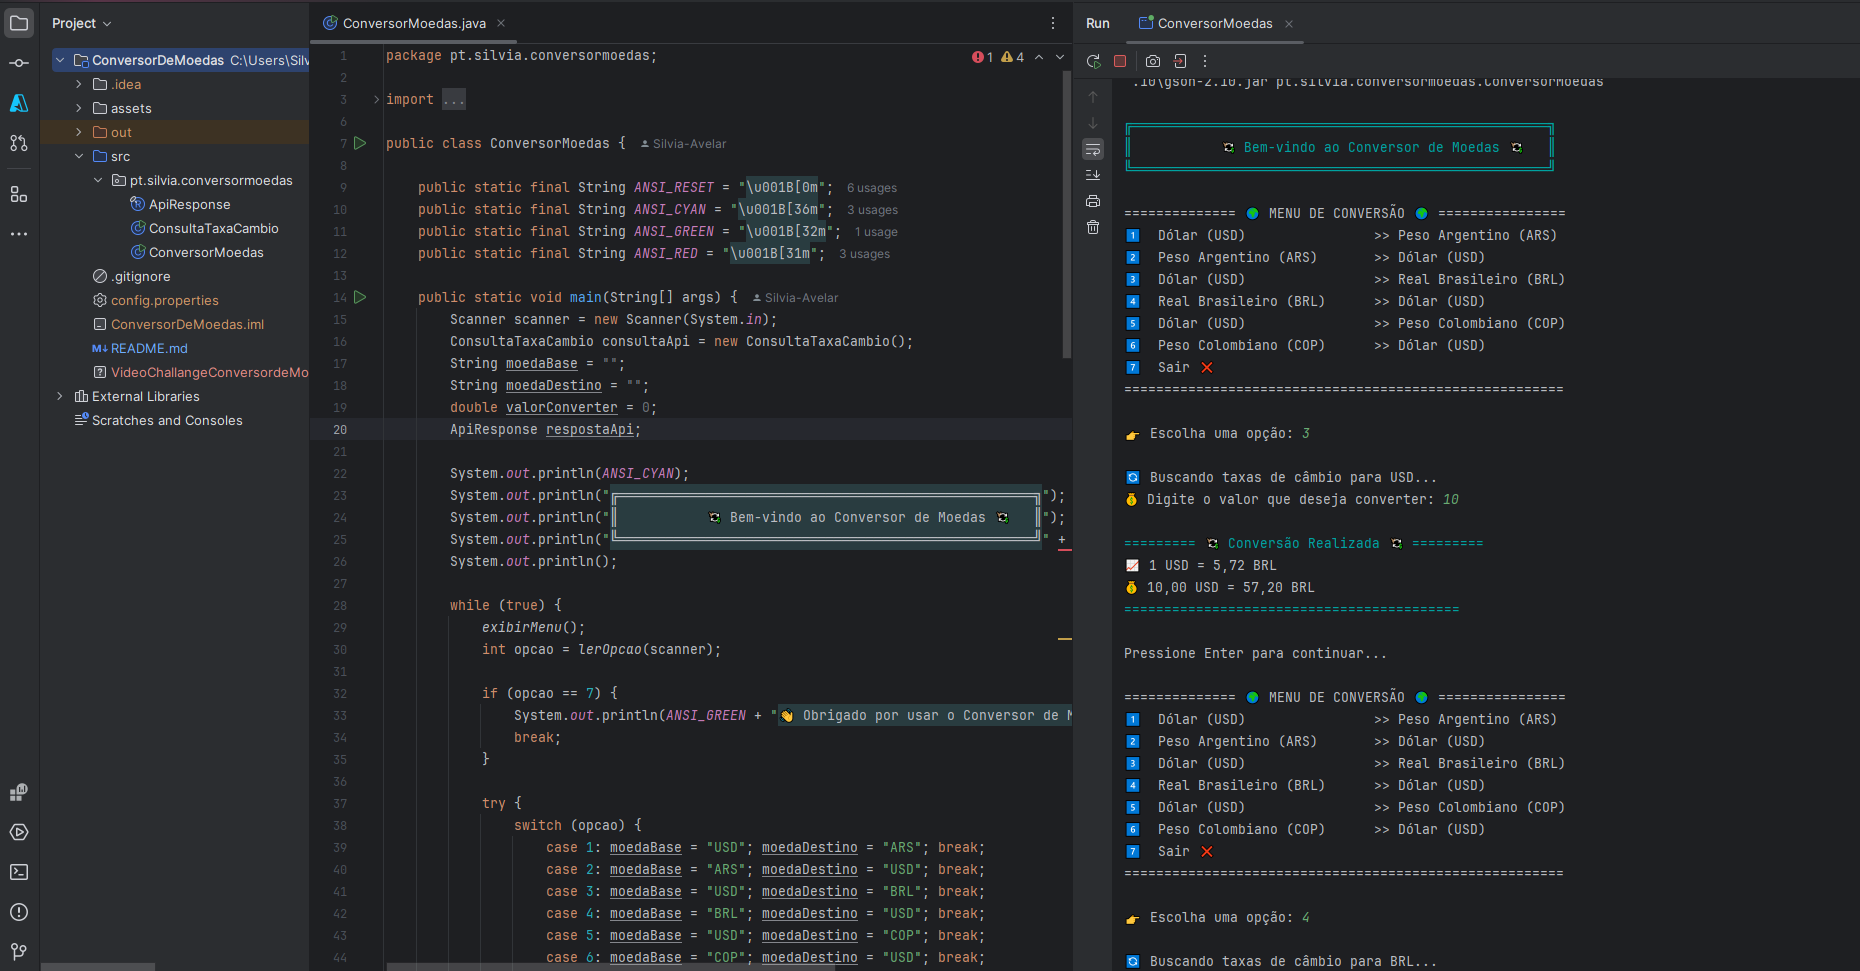 Project
ConversorDeMoedas C:\Users\Silv
.idea
assets
out
src
pt.silvia.conversormoedas
ApiResponse
ConsultaTaxaCambio
ConversorMoedas
.gitignore
config.properties
ConversorDeMoedas.iml
M↓ README.md
VideoChallangeConversordeMo
External Libraries
Scratches and Consoles
ConversorMoedas.java
1 4
1 package pt.silvia.conversormoedas;
2
3 import ...
6
7 public class ConversorMoedas { Silvia-Avelar
8
9 public static final String ANSI_RESET = "\u001B[0m"; 6 usages
10 public static final String ANSI_CYAN = "\u001B[36m"; 3 usages
11 public static final String ANSI_GREEN = "\u001B[32m"; 1 usage
12 public static final String ANSI_RED = "\u001B[31m"; 3 usages
13
14 public static void main(String[] args) { Silvia-Avelar
15 Scanner scanner = new Scanner(System.in);
16 ConsultaTaxaCambio consultaApi = new ConsultaTaxaCambio();
17 String moedaBase = "";
18 String moedaDestino = "";
19 double valorConverter = 0;
20 ApiResponse respostaApi;
21
22 System.out.println(ANSI_CYAN);
23 System.out.println("╔═════════════════════════════════════════════════════╗");
24 System.out.println("║ 🔄 Bem-vindo ao Conversor de Moedas 🔄 ║");
25 System.out.println("╚═════════════════════════════════════════════════════╝" +
26 System.out.println();
27
28 while (true) {
29 exibirMenu();
30 int opcao = lerOpcao(scanner);
31
32 if (opcao == 7) {
33 System.out.println(ANSI_GREEN + "👋 Obrigado por usar o Conversor de M
34 break;
35 }
36
37 try {
38 switch (opcao) {
39 case 1: moedaBase = "USD"; moedaDestino = "ARS"; break;
40 case 2: moedaBase = "ARS"; moedaDestino = "USD"; break;
41 case 3: moedaBase = "USD"; moedaDestino = "BRL"; break;
42 case 4: moedaBase = "BRL"; moedaDestino = "USD"; break;
43 case 5: moedaBase = "USD"; moedaDestino = "COP"; break;
44 case 6: moedaBase = "COP"; moedaDestino = "USD"; break;
Run ConversorMoedas
.10\gson-2.10.jar pt.silvia.conversormoedas.ConversorMoedas
🔄 Bem-vindo ao Conversor de Moedas 🔄
============== 🌍 MENU DE CONVERSÃO 🌍 ================
1 Dólar (USD) >> Peso Argentino (ARS)
2 Peso Argentino (ARS) >> Dólar (USD)
3 Dólar (USD) >> Real Brasileiro (BRL)
4 Real Brasileiro (BRL) >> Dólar (USD)
5 Dólar (USD) >> Peso Colombiano (COP)
6 Peso Colombiano (COP) >> Dólar (USD)
7 Sair ❌
=======================================================
👉 Escolha uma opção: 3
🔄 Buscando taxas de câmbio para USD...
💰 Digite o valor que deseja converter: 10
========= 🔄 Conversão Realizada 🔄 =========
📈 1 USD = 5,72 BRL
💰 10,00 USD = 57,20 BRL
==========================================
Pressione Enter para continuar...
============== 🌍 MENU DE CONVERSÃO 🌍 ================
1 Dólar (USD) >> Peso Argentino (ARS)
2 Peso Argentino (ARS) >> Dólar (USD)
3 Dólar (USD) >> Real Brasileiro (BRL)
4 Real Brasileiro (BRL) >> Dólar (USD)
5 Dólar (USD) >> Peso Colombiano (COP)
6 Peso Colombiano (COP) >> Dólar (USD)
7 Sair ❌
=======================================================
👉 Escolha uma opção: 4
🔄 Buscando taxas de câmbio para BRL...